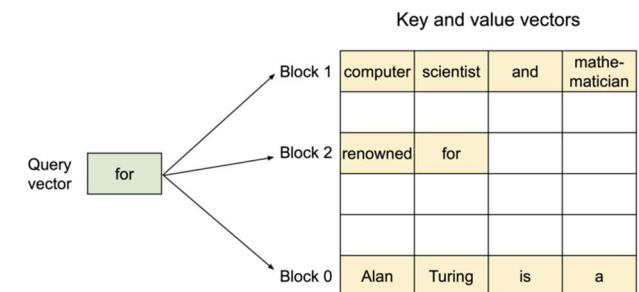 Key and value vectors
Block 1 computer scientist and mathe-
matician
Block 2 renowned for
Query
vector
for
Block 0 Alan Turing is a